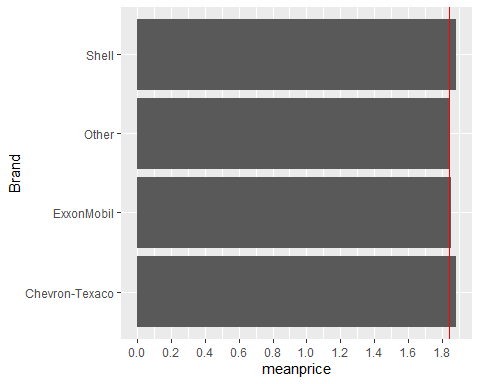 Shell
Other
ExxonMobil
Chevron-Texaco
Brand
0.0 0.2 0.4 0.6 0.8 1.0 1.2 1.4 1.6 1.8
meanprice